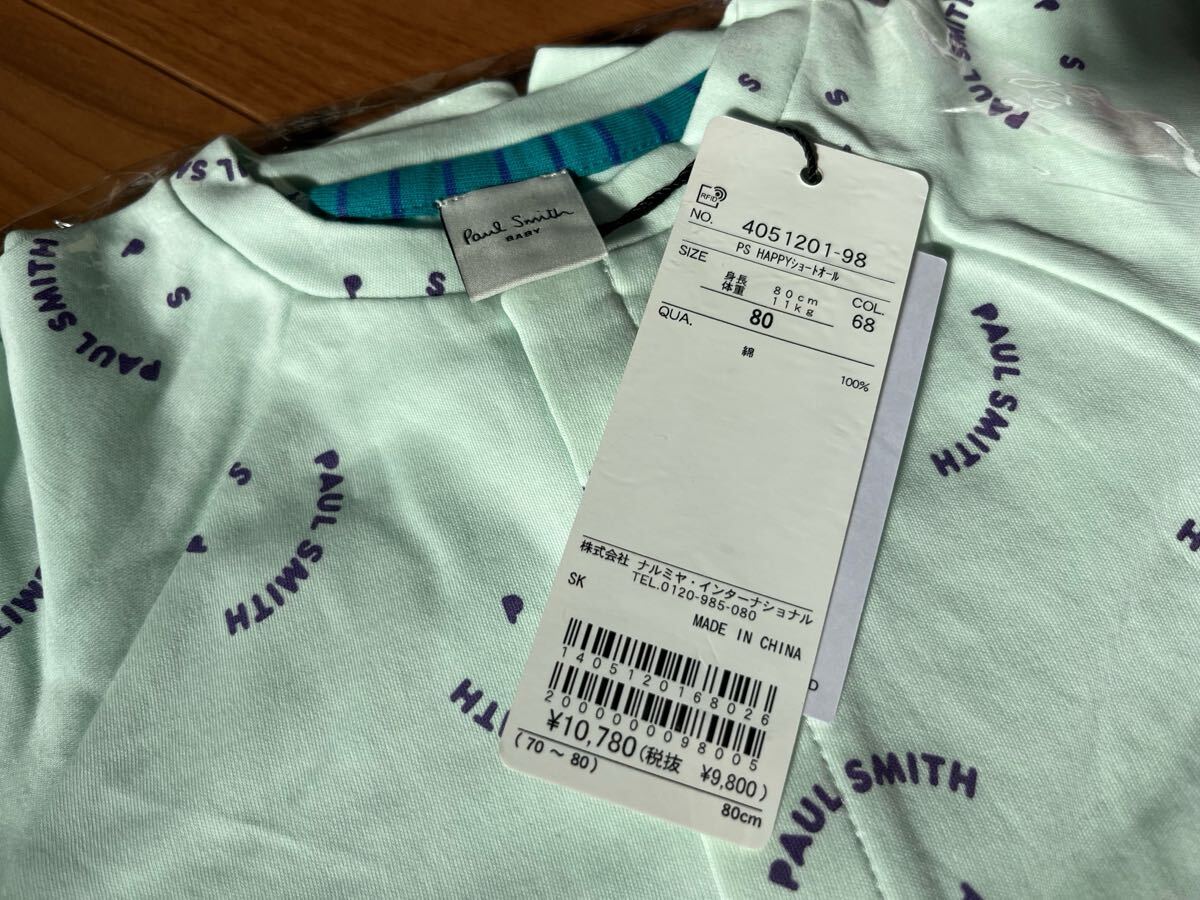 Paul Smith
BABY
RFID
NO. 4051201-98
PS HAPPYショートオール
SIZE 身長 80cm COL.
体重 11kg 68
80
QUA.
綿 100%
株式会社 ナルミヤ・インターナショナル
TEL.0120-985-080
SK
MADE IN CHINA
1405120168026
2000000098005
¥10,780(税抜 ¥9,800)
(70~80)
80cm
D
PAUL SMITH
P S
PAUL SMITH
P S
PAUL SMITH
PAUL SMITH
P S
PAUL SMITH